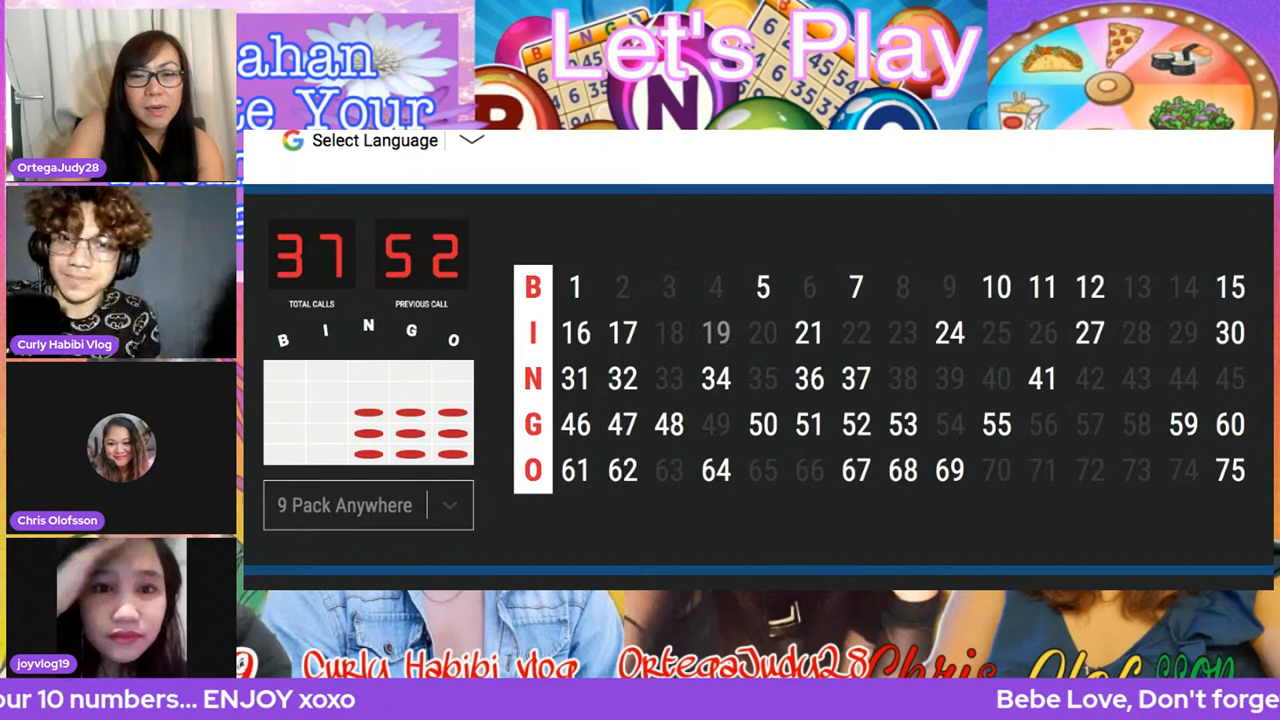 ahan
te Your
Let's Play
OrtegaJudy28
Select Language
37 52
TOTAL CALLS PREVIOUS CALL
B I N G O
9 Pack Anywhere
B 1 2 3 4 5 6 7 8 9 10 11 12 13 14 15
I 16 17 18 19 20 21 22 23 24 25 26 27 28 29 30
N 31 32 33 34 35 36 37 38 39 40 41 42 43 44 45
G 46 47 48 49 50 51 52 53 54 55 56 57 58 59 60
O 61 62 63 64 65 66 67 68 69 70 71 72 73 74 75
Curly Habibi Vlog
Chris Olofsson
joyvlog19
9 Curly Habibi vlog OrtegaJudy28 Chris Olofsson
our 10 numbers... ENJOY xoxo Bebe Love, Don't forge